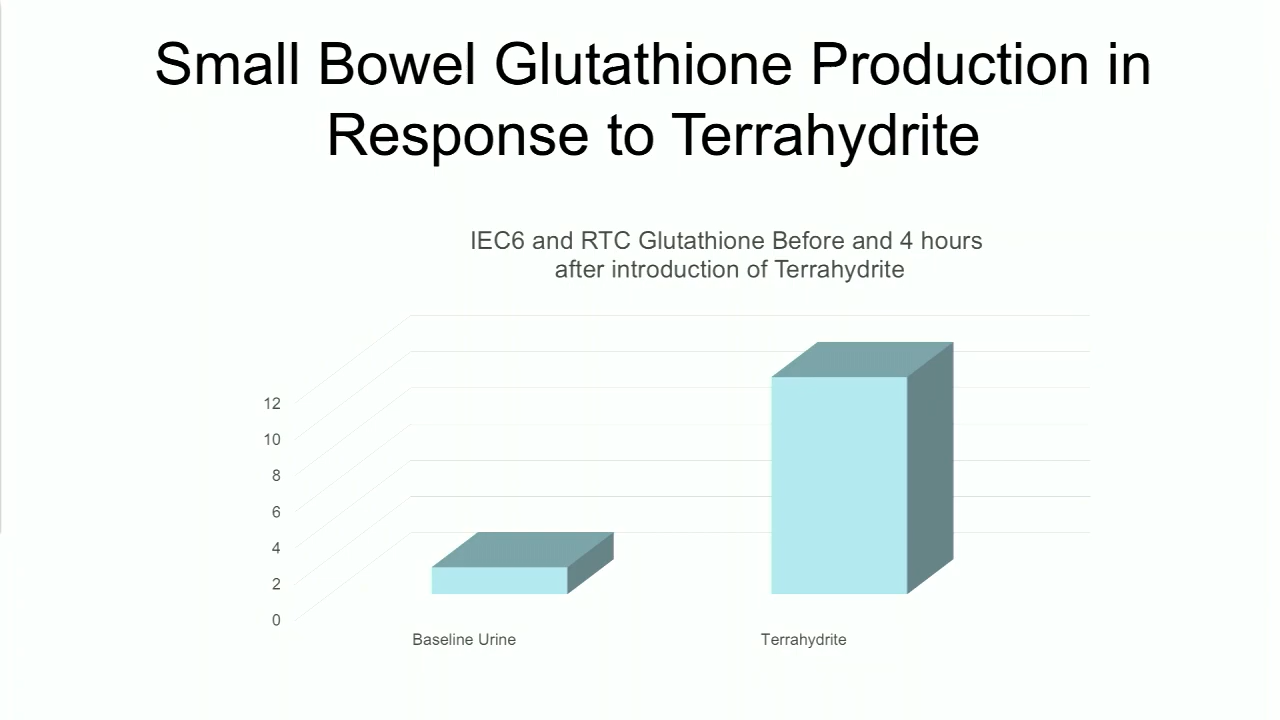 Small Bowel Glutathione Production in
Response to Terrahydrite
IEC6 and RTC Glutathione Before and 4 hours
after introduction of Terrahydrite
12
10
8
6
4
2
0
Baseline Urine
Terrahydrite